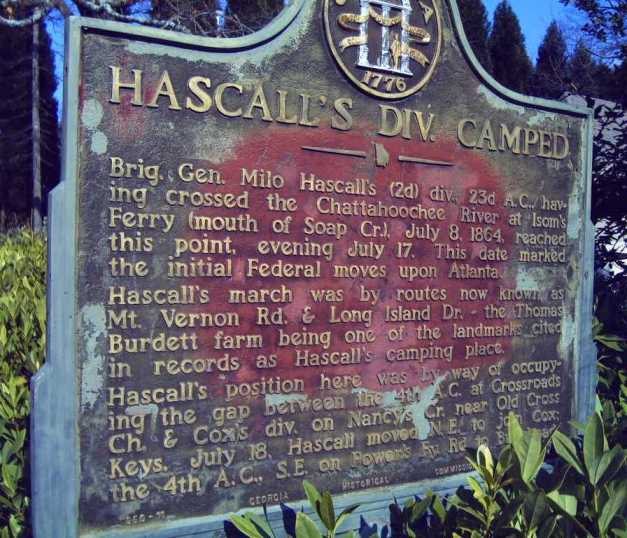 1776
HASCALL'S DIV. CAMPED
Brig. Gen. Milo Hascall's (2d) div., 23d A.C., hav-
ing crossed the Chattahoochee River at Isom's
Ferry (mouth of Soap Cr.), July 8, 1864, reached
this point, evening July 17. This date marked
the initial Federal moves upon Atlanta.
Hascall's march was by routes now known as
Mt. Vernon Rd. & Long Island Dr. - the Thomas
Burdett farm being one of the landmarks cited
in records as Hascall's camping place.
Hascall's position here was by way of occupy-
ing the gap between the 4th A.C. at Crossroads
Ch. & Cox's div. on Nancy's Cr. near Old Cross
Keys. July 18, Hascall moved N.E. to join Cox;
the 4th A.C., S.E. on Power's Fy. Rd. to
GEORGIA HISTORICAL COMMISSION